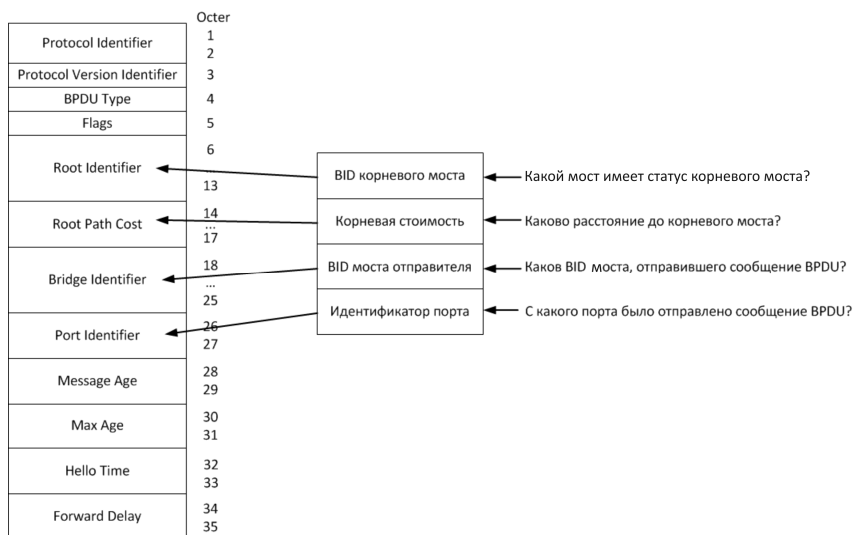 Octer
Protocol Identifier
1
2
Protocol Version Identifier
3
BPDU Type
4
Flags
5
Root Identifier
6
13
BID корневого моста
Какой мост имеет статус корневого моста?
Root Path Cost
14
...
17
Корневая стоимость
Каково расстояние до корневого моста?
Bridge Identifier
18
...
25
BID моста отправителя
Каков BID моста, отправившего сообщение BPDU?
Port Identifier
26
27
Идентификатор порта
С какого порта было отправлено сообщение BPDU?
Message Age
28
29
Max Age
30
31
Hello Time
32
33
Forward Delay
34
35